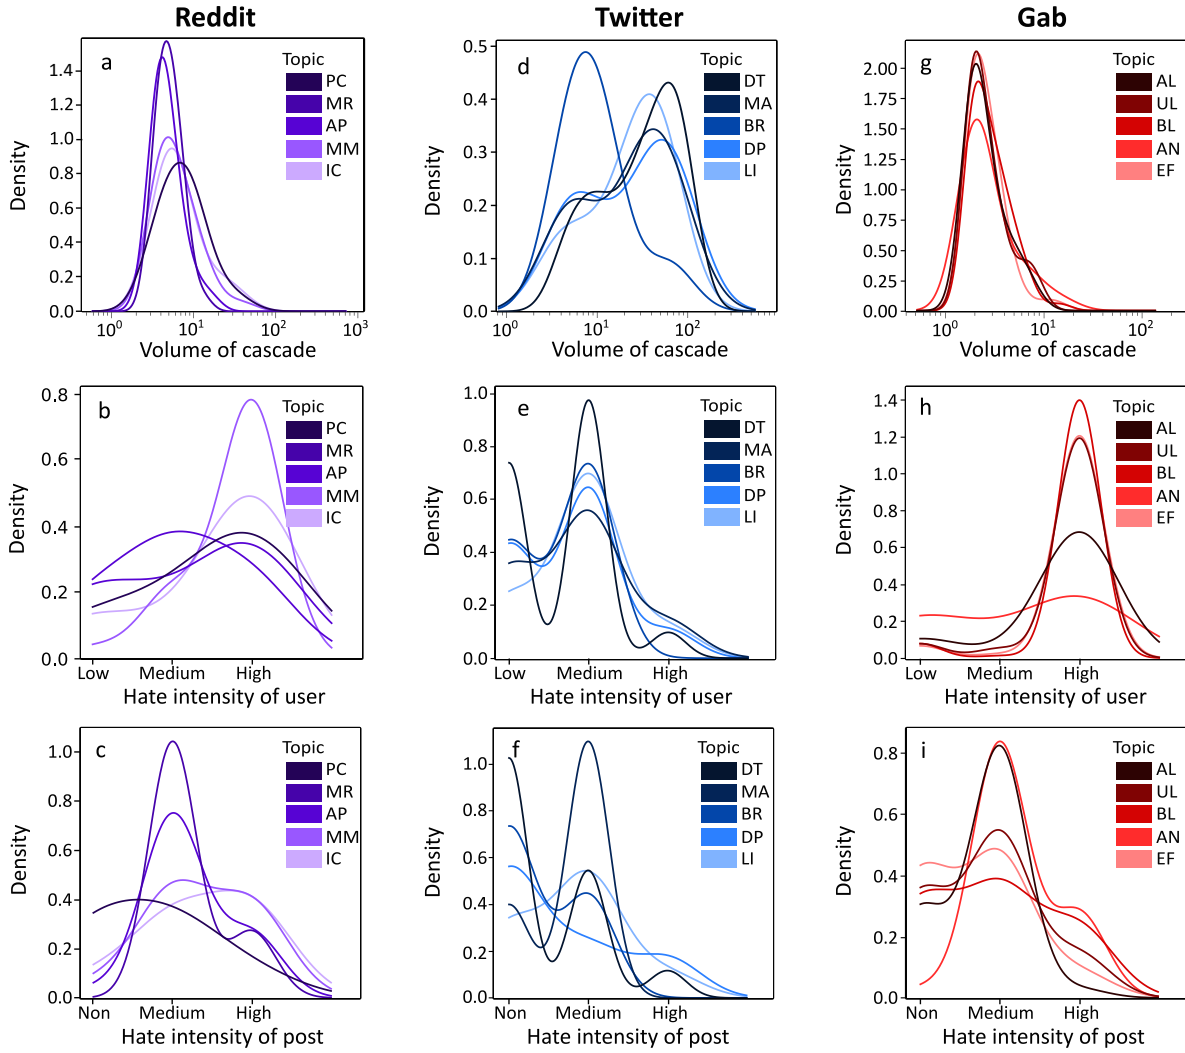 Reddit
Twitter
Gab
a
Topic
PC
MR
AP
MM
IC
Density
1.4
1.2
1.0
0.8
0.6
0.4
0.2
0.0
10^0
10^1
10^2
10^3
Volume of cascade
d
Topic
DT
MA
BR
DP
LI
Density
0.5
0.4
0.3
0.2
0.1
0.0
10^0
10^1
10^2
Volume of cascade
g
Topic
AL
UL
BL
AN
EF
Density
2.00
1.75
1.50
1.25
1.00
0.75
2.50
0.25
0.00
10^0
10^1
10^2
Volume of cascade
b
Topic
PC
MR
AP
MM
IC
Density
0.8
0.6
0.4
0.2
0.0
Low
Medium
High
Hate intensity of user
e
Topic
DT
MA
BR
DP
LI
Density
1.0
0.8
0.6
0.4
0.2
0.0
Low
Medium
High
Hate intensity of user
h
Topic
AL
UL
BL
AN
EF
Density
1.4
1.2
1.0
0.8
0.6
0.4
0.2
0.0
Low
Medium
High
Hate intensity of user
c
Topic
PC
MR
AP
MM
IC
Density
1.0
0.8
0.6
0.4
0.2
0.0
Non
Medium
High
Hate intensity of post
f
Topic
DT
MA
BR
DP
LI
Density
1.0
0.8
0.6
0.4
0.2
0.0
Non
Medium
High
Hate intensity of post
i
Topic
AL
UL
BL
AN
EF
Density
0.8
0.6
0.4
0.2
0.0
Non
Medium
High
Hate intensity of post